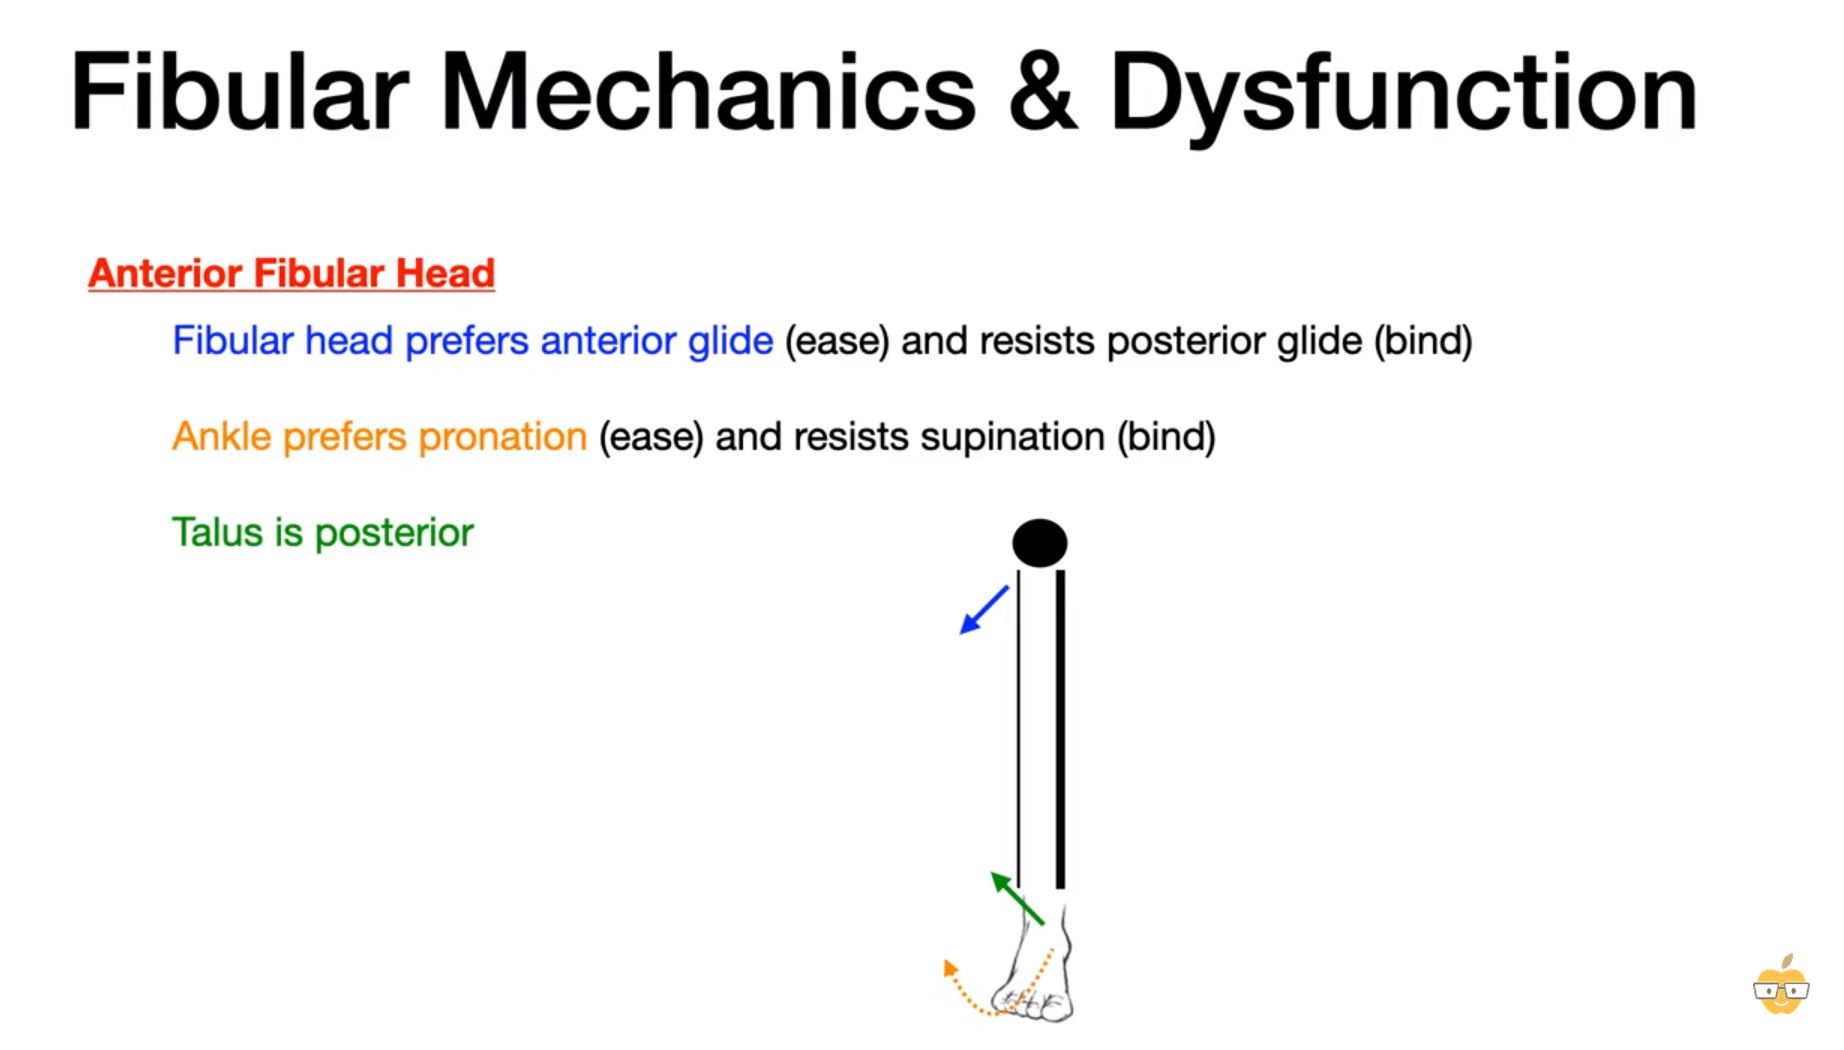 Fibular Mechanics & Dysfunction
Anterior Fibular Head
Fibular head prefers anterior glide (ease) and resists posterior glide (bind)
Ankle prefers pronation (ease) and resists supination (bind)
Talus is posterior